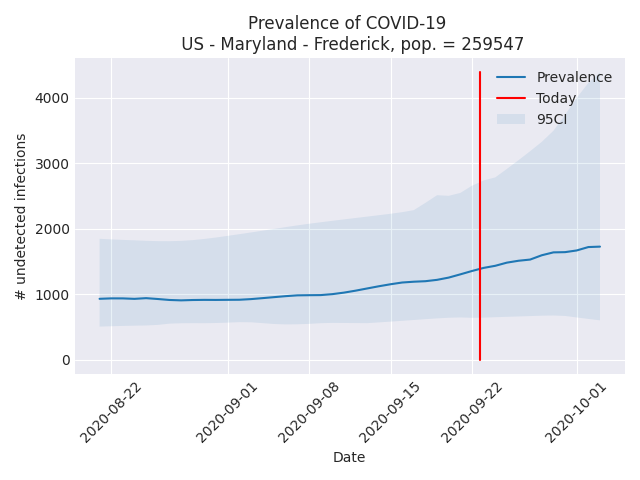 Prevalence of COVID-19
US - Maryland - Frederick, pop. = 259547
Prevalence
Today
95CI
4000
3000
2000
1000
0
# undetected infections
2020-08-22
2020-09-01
2020-09-08
2020-09-15
2020-09-22
2020-10-01
Date